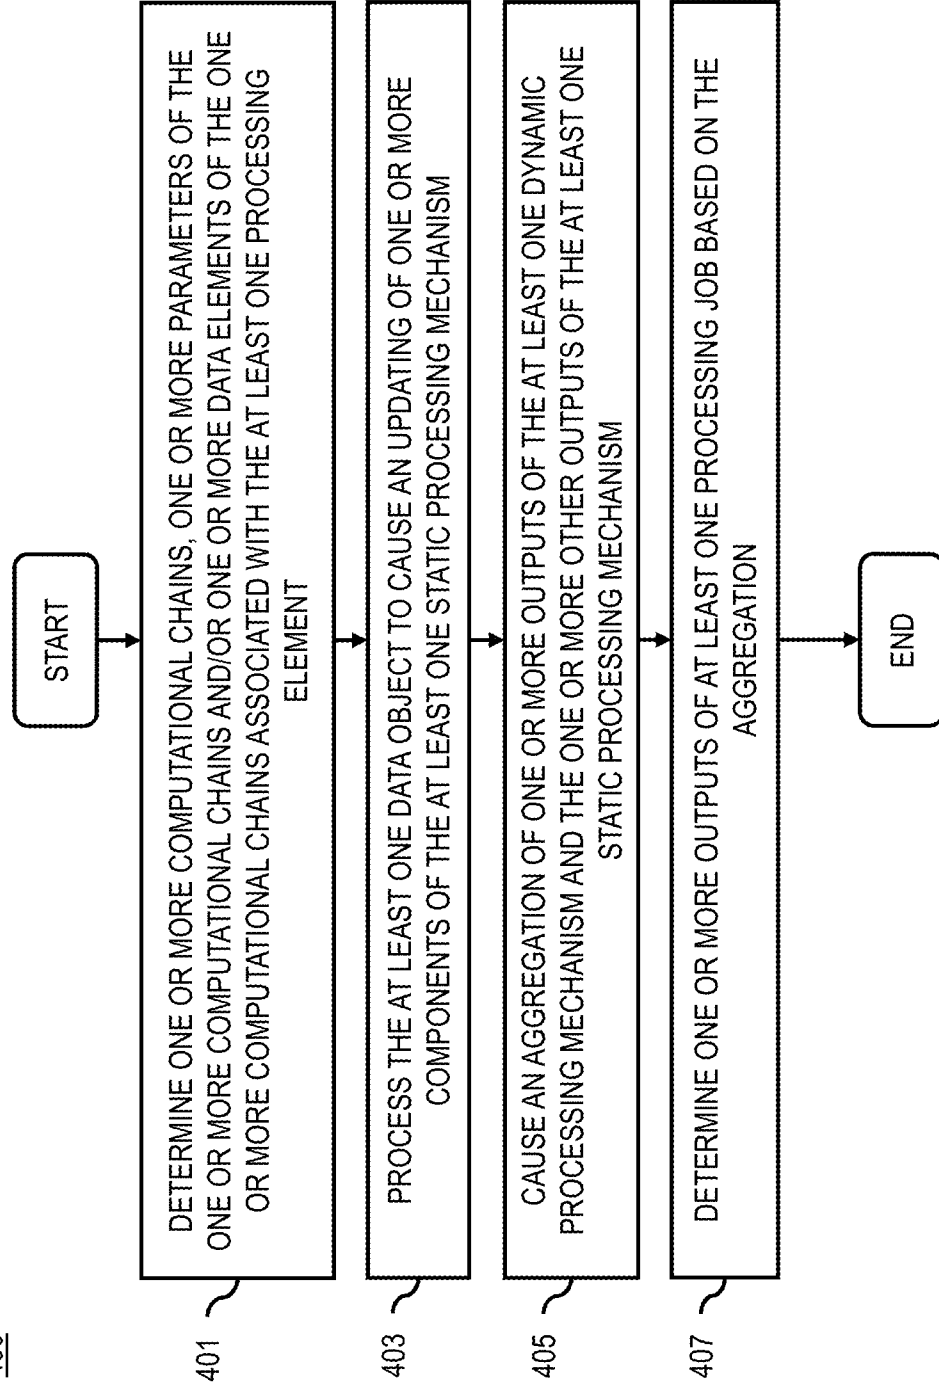 START
401
DETERMINE ONE OR MORE COMPUTATIONAL CHAINS, ONE OR MORE PARAMETERS OF THE
ONE OR MORE COMPUTATIONAL CHAINS AND/OR ONE OR MORE DATA ELEMENTS OF THE ONE
OR MORE COMPUTATIONAL CHAINS ASSOCIATED WITH THE AT LEAST ONE PROCESSING
ELEMENT
403
PROCESS THE AT LEAST ONE DATA OBJECT TO CAUSE AN UPDATING OF ONE OR MORE
COMPONENTS OF THE AT LEAST ONE STATIC PROCESSING MECHANISM
405
CAUSE AN AGGREGATION OF ONE OR MORE OUTPUTS OF THE AT LEAST ONE DYNAMIC
PROCESSING MECHANISM AND THE ONE OR MORE OTHER OUTPUTS OF THE AT LEAST ONE
STATIC PROCESSING MECHANISM
407
DETERMINE ONE OR MORE OUTPUTS OF AT LEAST ONE PROCESSING JOB BASED ON THE
AGGREGATION
END